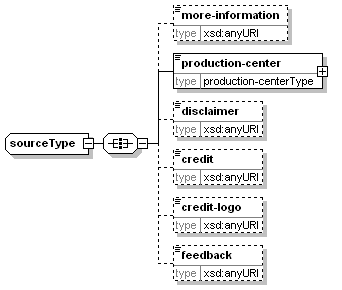 more-information
type xsd:anyURI
production-center
type production-centerType
disclaimer
type xsd:anyURI
sourceType
credit
type xsd:anyURI
credit-logo
type xsd:anyURI
feedback
type xsd:anyURI